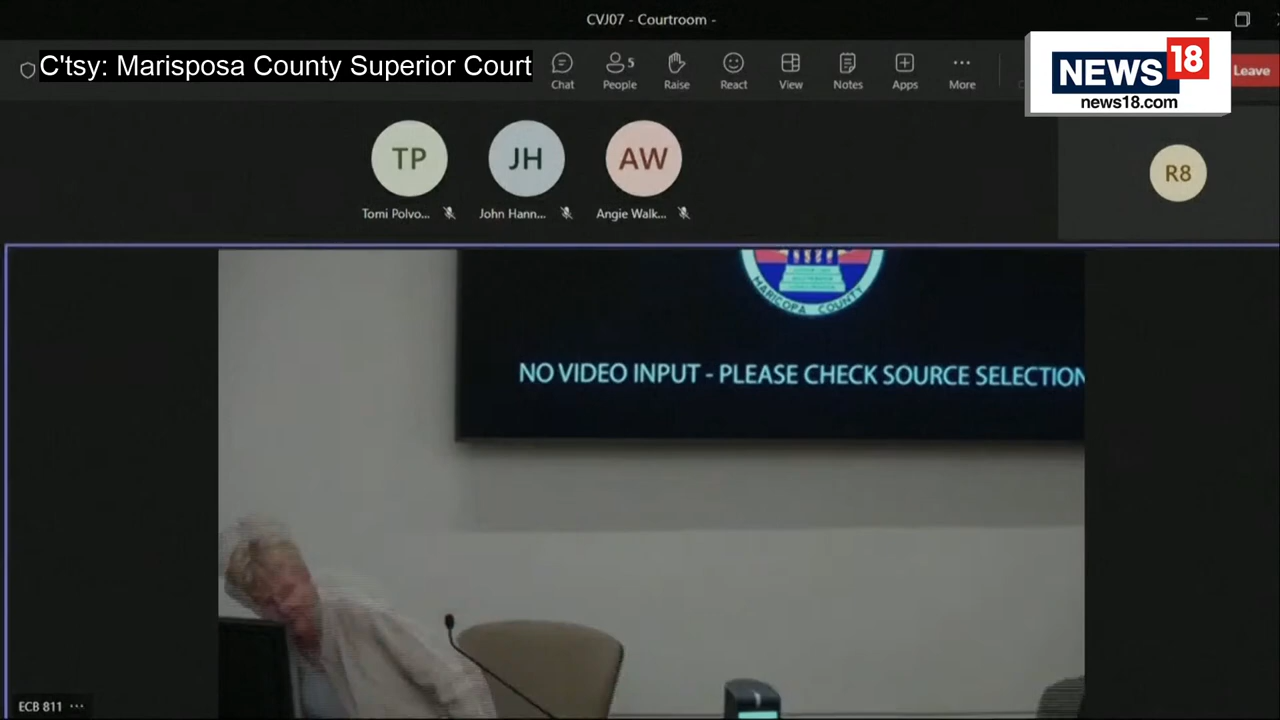 CVJ07 - Courtroom -
C'tsy: Marisposa County Superior Court
Chat
People
5
Raise
React
View
Notes
Apps
More
Leave
NEWS 18
news18.com
TP
JH
AW
R8
Tomi Polvo...
John Hann...
Angie Walk...
MARICOPA COUNTY
NO VIDEO INPUT - PLEASE CHECK SOURCE SELECTION
ECB 811 ...